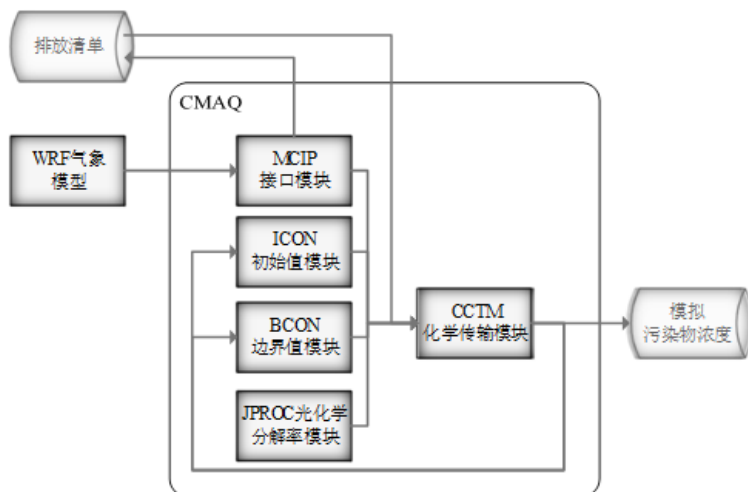 排放清单
CMAQ
WRF气象
模型
MCIP
接口模块
ICON
初始值模块
BCON
边界值模块
JPROC光化学
分解率模块
CCTM
化学传输模块
模拟
污染物浓度